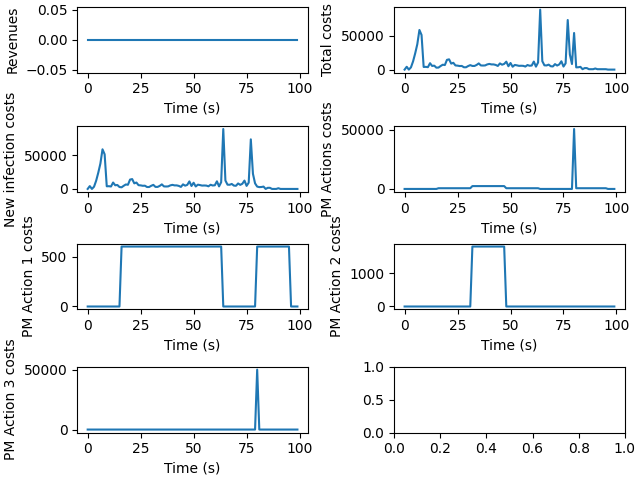 Revenues
0.05
0.00
−0.05
0 25 50 75 100
Time (s)
Total costs
50000
0
0 25 50 75 100
Time (s)
New infection costs
50000
0
0 25 50 75 100
Time (s)
PM Actions costs
50000
0
0 25 50 75 100
Time (s)
PM Action 1 costs
500
0
0 25 50 75 100
Time (s)
PM Action 2 costs
1000
0
0 25 50 75 100
Time (s)
PM Action 3 costs
50000
0
0 25 50 75 100
Time (s)
1.0
0.5
0.0
0.0 0.2 0.4 0.6 0.8 1.0